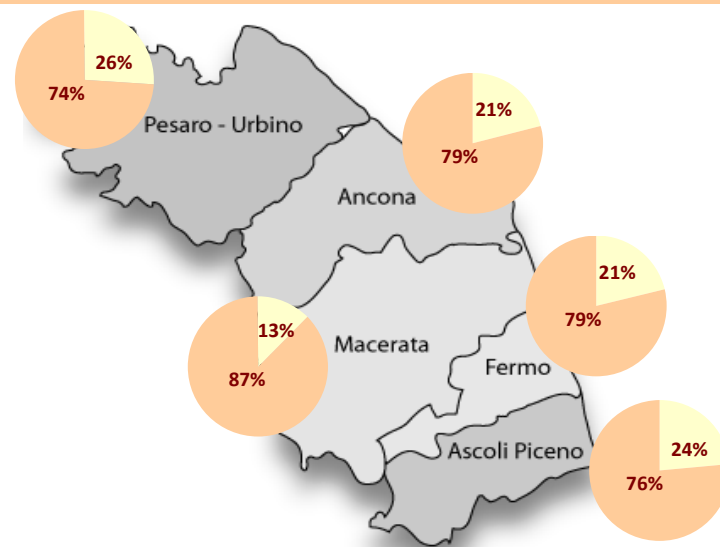 26%
74%
Pesaro - Urbino
21%
79%
Ancona
21%
79%
13%
87%
Macerata
Fermo
Ascoli Piceno
24%
76%